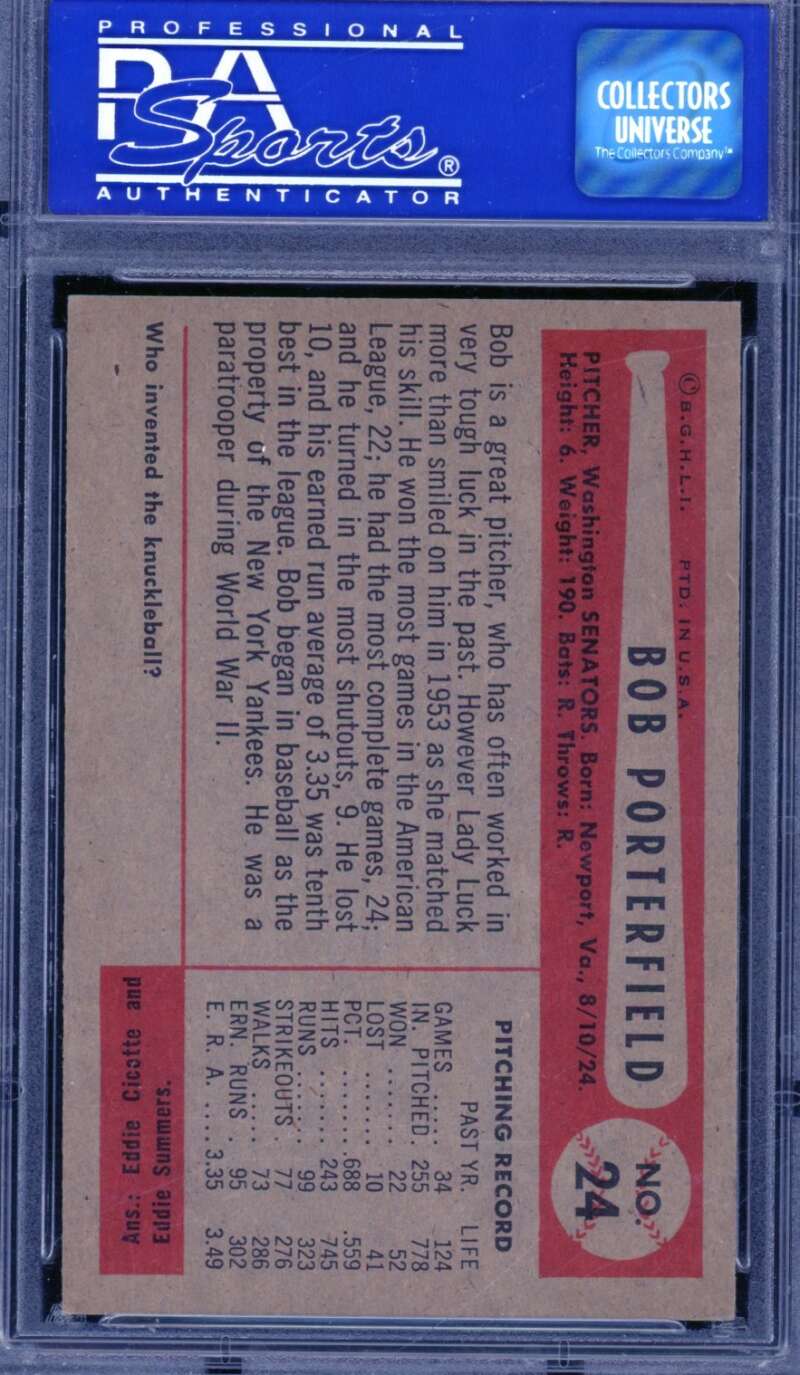 PROFESSIONAL
PSA
Sports®
AUTHENTICATOR
COLLECTORS
UNIVERSE
The Collectors Company™
© B.G.H.L.I. PTD. IN U.S.A.
BOB PORTERFIELD
NO.
24
PITCHER, Washington SENATORS. Born: Newport, Va., 8/10/24.
Height: 6. Weight: 190. Bats: R. Throws: R.
Bob is a great pitcher, who has often worked in
very tough luck in the past. However Lady Luck
more than smiled on him in 1953 as she matched
his skill. He won the most games in the American
League, 22; he had the most complete games, 24;
and he turned in the most shutouts, 9. He lost
10, and his earned run average of 3.35 was tenth
best in the league. Bob began in baseball as the
property of the New York Yankees. He was a
paratrooper during World War II.
PITCHING RECORD
PAST YR. LIFE
GAMES ..... 34 124
IN. PITCHED. 255 778
WON ...... 22 52
LOST ....... 10 41
PCT. ........ .688 .559
HITS ...... 243 745
RUNS ...... 99 323
STRIKEOUTS . 77 276
WALKS ..... 73 286
ERN. RUNS . 95 302
E. R. A. .... 3.35 3.49
Who invented the knuckleball?
Ans.: Eddie Cicotte and
Eddie Summers.